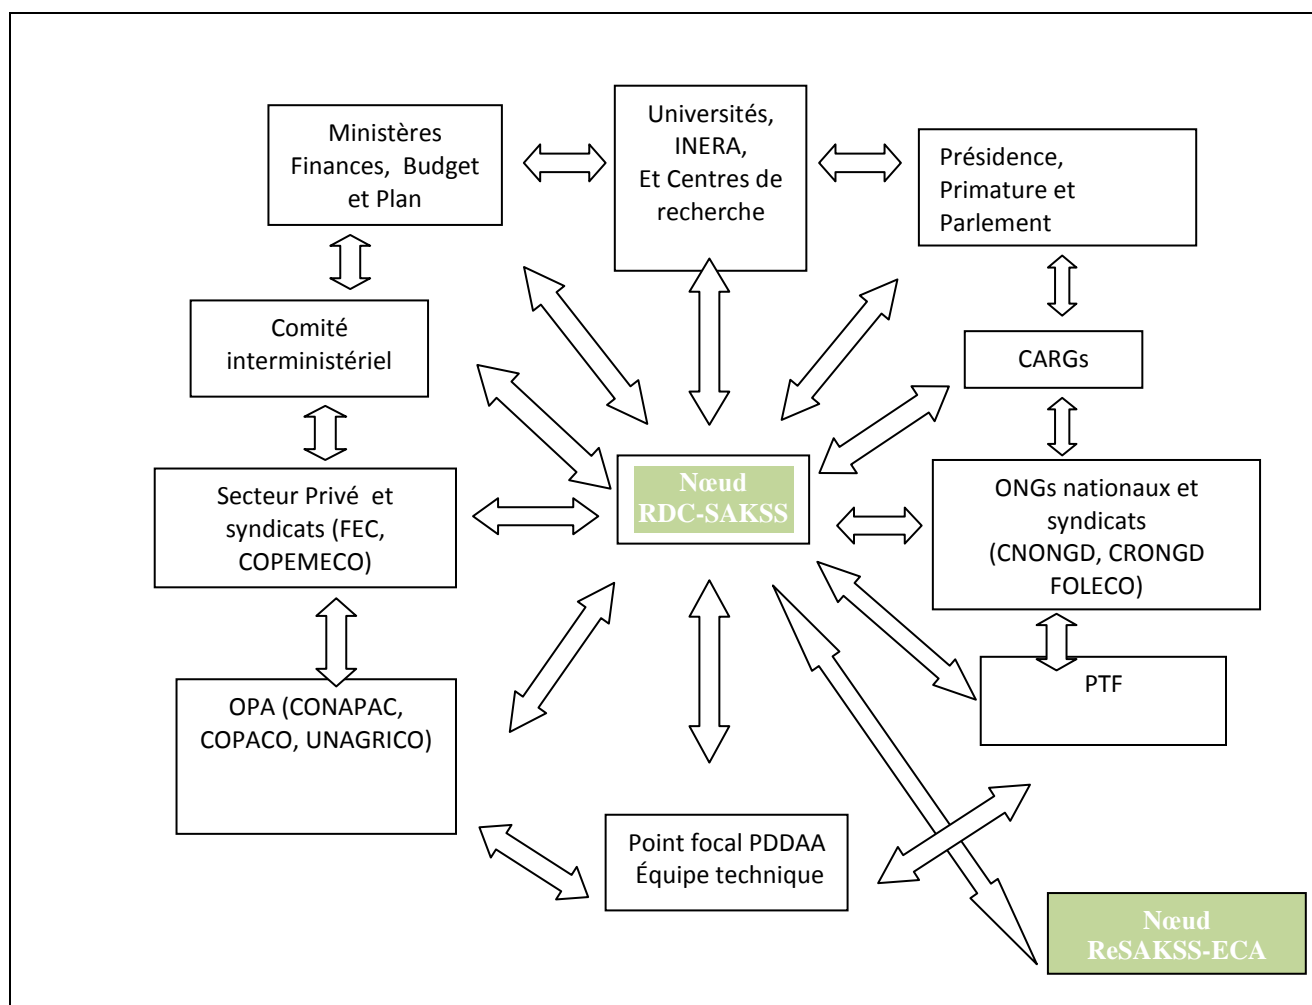 Ministères
Finances, Budget
et Plan
Universités,
INERA,
Et Centres de
recherche
Présidence,
Primature et
Parlement
Comité
interministériel
CARGs
Secteur Privé et
syndicats (FEC,
COPEMECO)
Nœud
RDC-SAKSS
ONGs nationaux et
syndicats
(CNONGD, CRONGD
FOLECO)
OPA (CONAPAC,
COPACO, UNAGRICO)
PTF
Point focal PDDAA
Équipe technique
Nœud
ReSAKSS-ECA